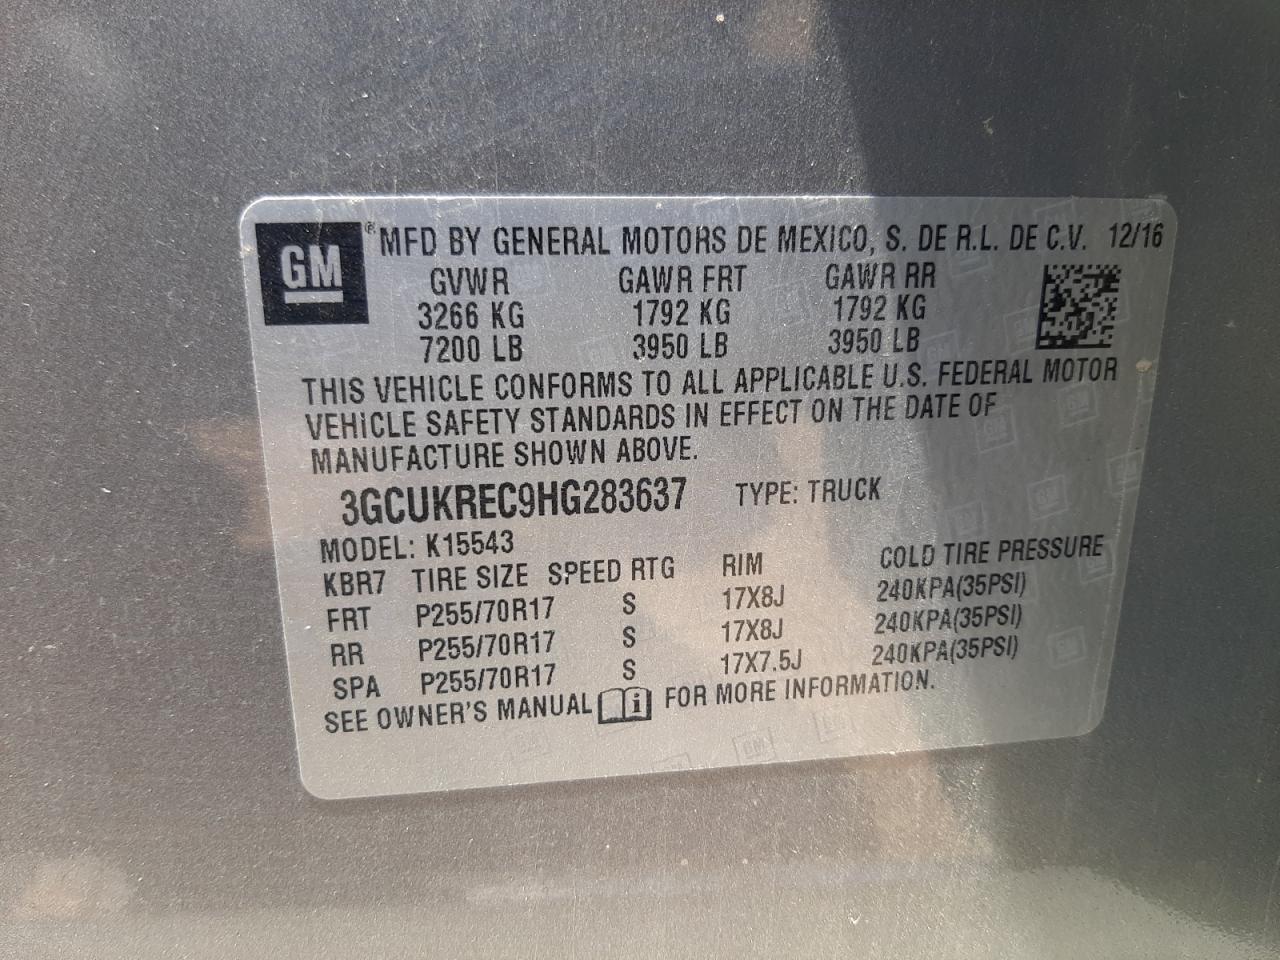 GM ® MFD BY GENERAL MOTORS DE MEXICO, S. DE R.L. DE C.V. 12/16
GVWR GAWR FRT GAWR RR
3266 KG 1792 KG 1792 KG
7200 LB 3950 LB 3950 LB
THIS VEHICLE CONFORMS TO ALL APPLICABLE U.S. FEDERAL MOTOR
VEHICLE SAFETY STANDARDS IN EFFECT ON THE DATE OF
MANUFACTURE SHOWN ABOVE.
3GCUKREC9HG283637 TYPE: TRUCK
MODEL: K15543
KBR7 TIRE SIZE SPEED RTG RIM COLD TIRE PRESSURE
FRT P255/70R17 S 17X8J 240KPA(35PSI)
RR P255/70R17 S 17X8J 240KPA(35PSI)
SPA P255/70R17 S 17X7.5J 240KPA(35PSI)
SEE OWNER'S MANUAL i FOR MORE INFORMATION.